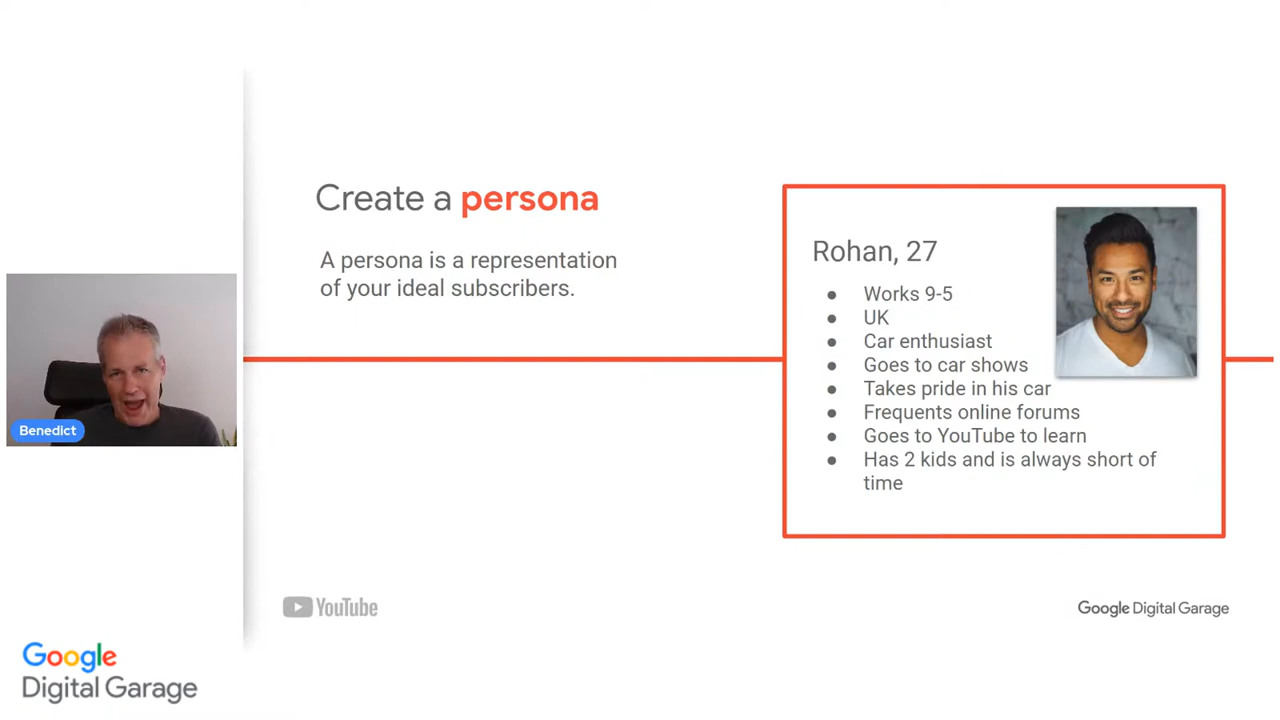 Create a persona
A persona is a representation
of your ideal subscribers.
Rohan, 27
● Works 9-5
● UK
● Car enthusiast
● Goes to car shows
● Takes pride in his car
● Frequents online forums
● Goes to YouTube to learn
● Has 2 kids and is always short of
time
Benedict
YouTube
Google Digital Garage
Google
Digital Garage